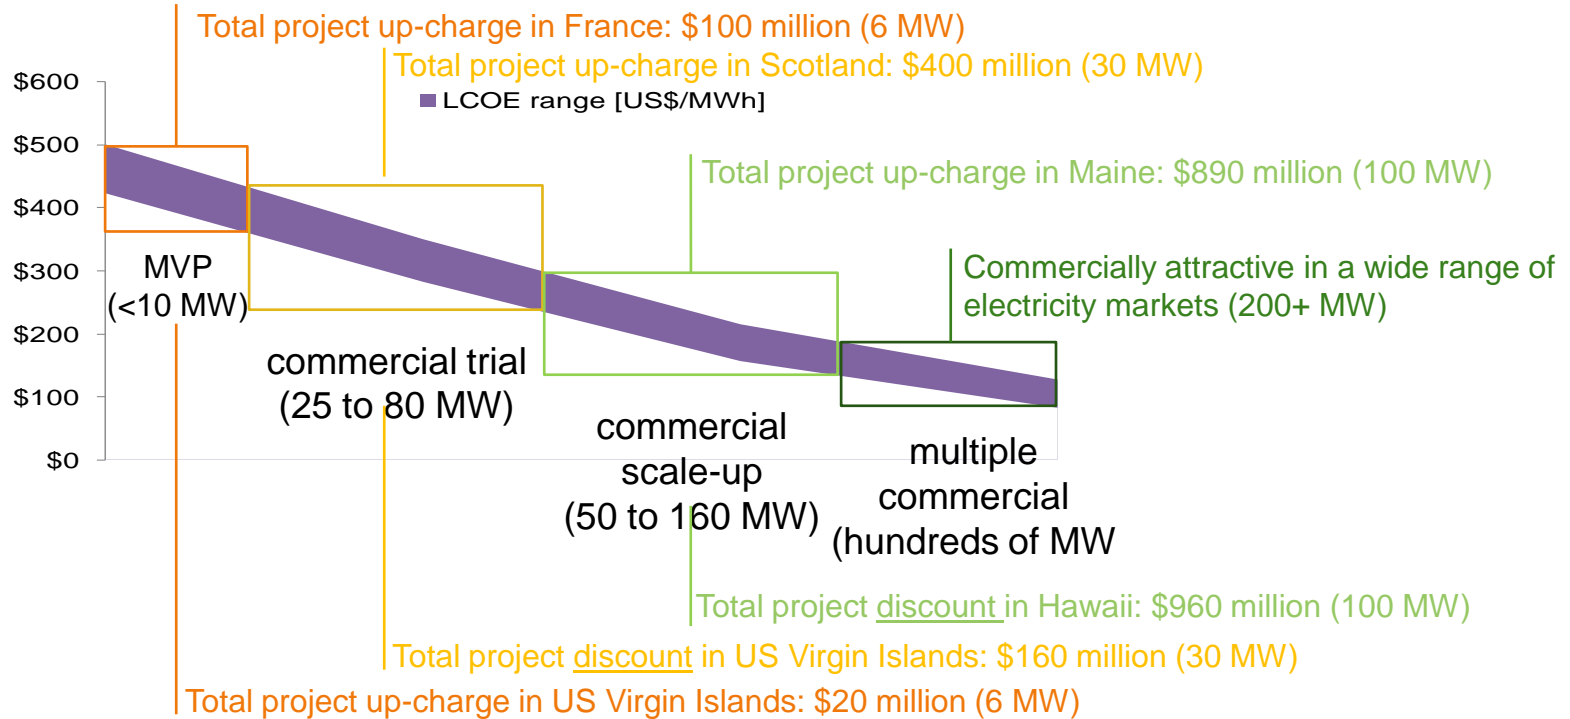 Total project up-charge in France: $100 million (6 MW)
Total project up-charge in Scotland: $400 million (30 MW)
$600
LCOE range [US$/MWh]
$500
Total project up-charge in Maine: $890 million (100 MW)
$400
MVP
(<10 MW)
$300
Commercially attractive in a wide range of
electricity markets (200+ MW)
$200
commercial trial
(25 to 80 MW)
$100
commercial
scale-up
(50 to 160 MW)
$0
multiple
commercial
(hundreds of MW
Total project discount in Hawaii: $960 million (100 MW)
Total project discount in US Virgin Islands: $160 million (30 MW)
Total project up-charge in US Virgin Islands: $20 million (6 MW)